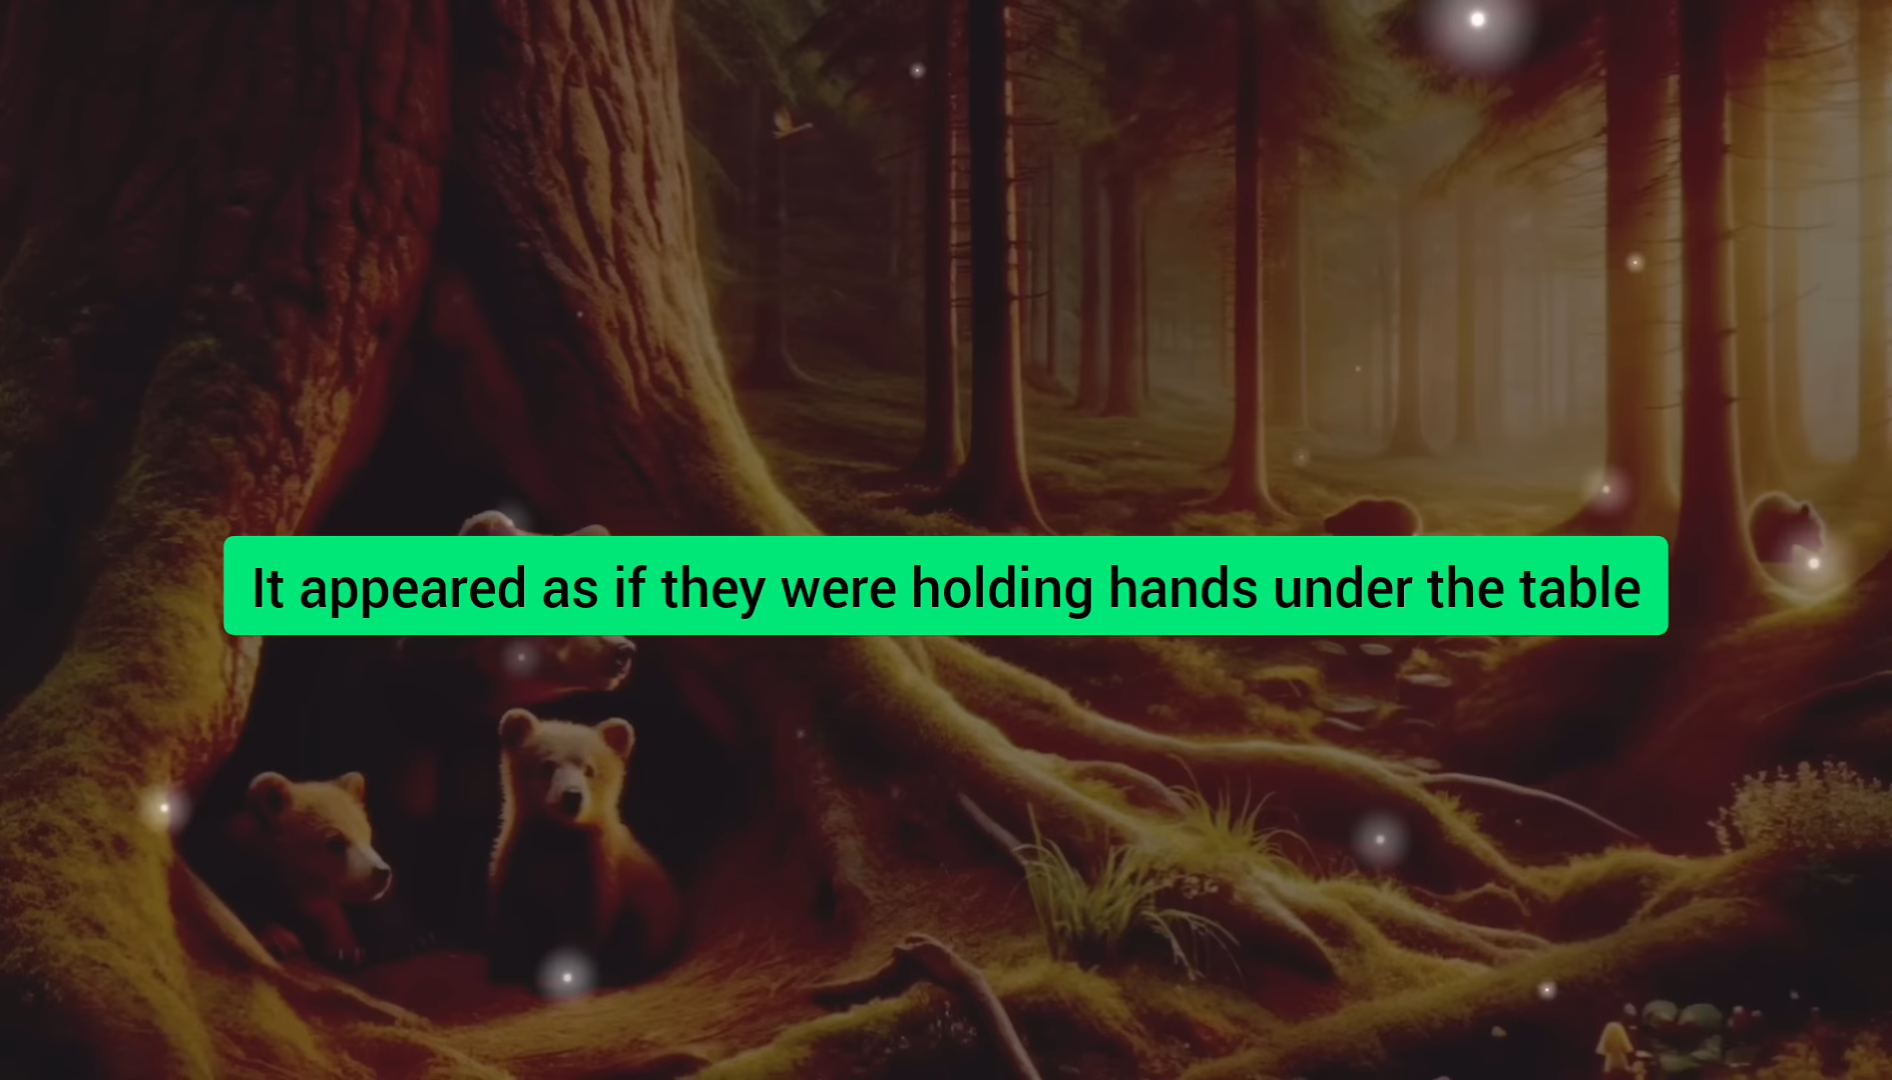 It appeared as if they were holding hands under the table